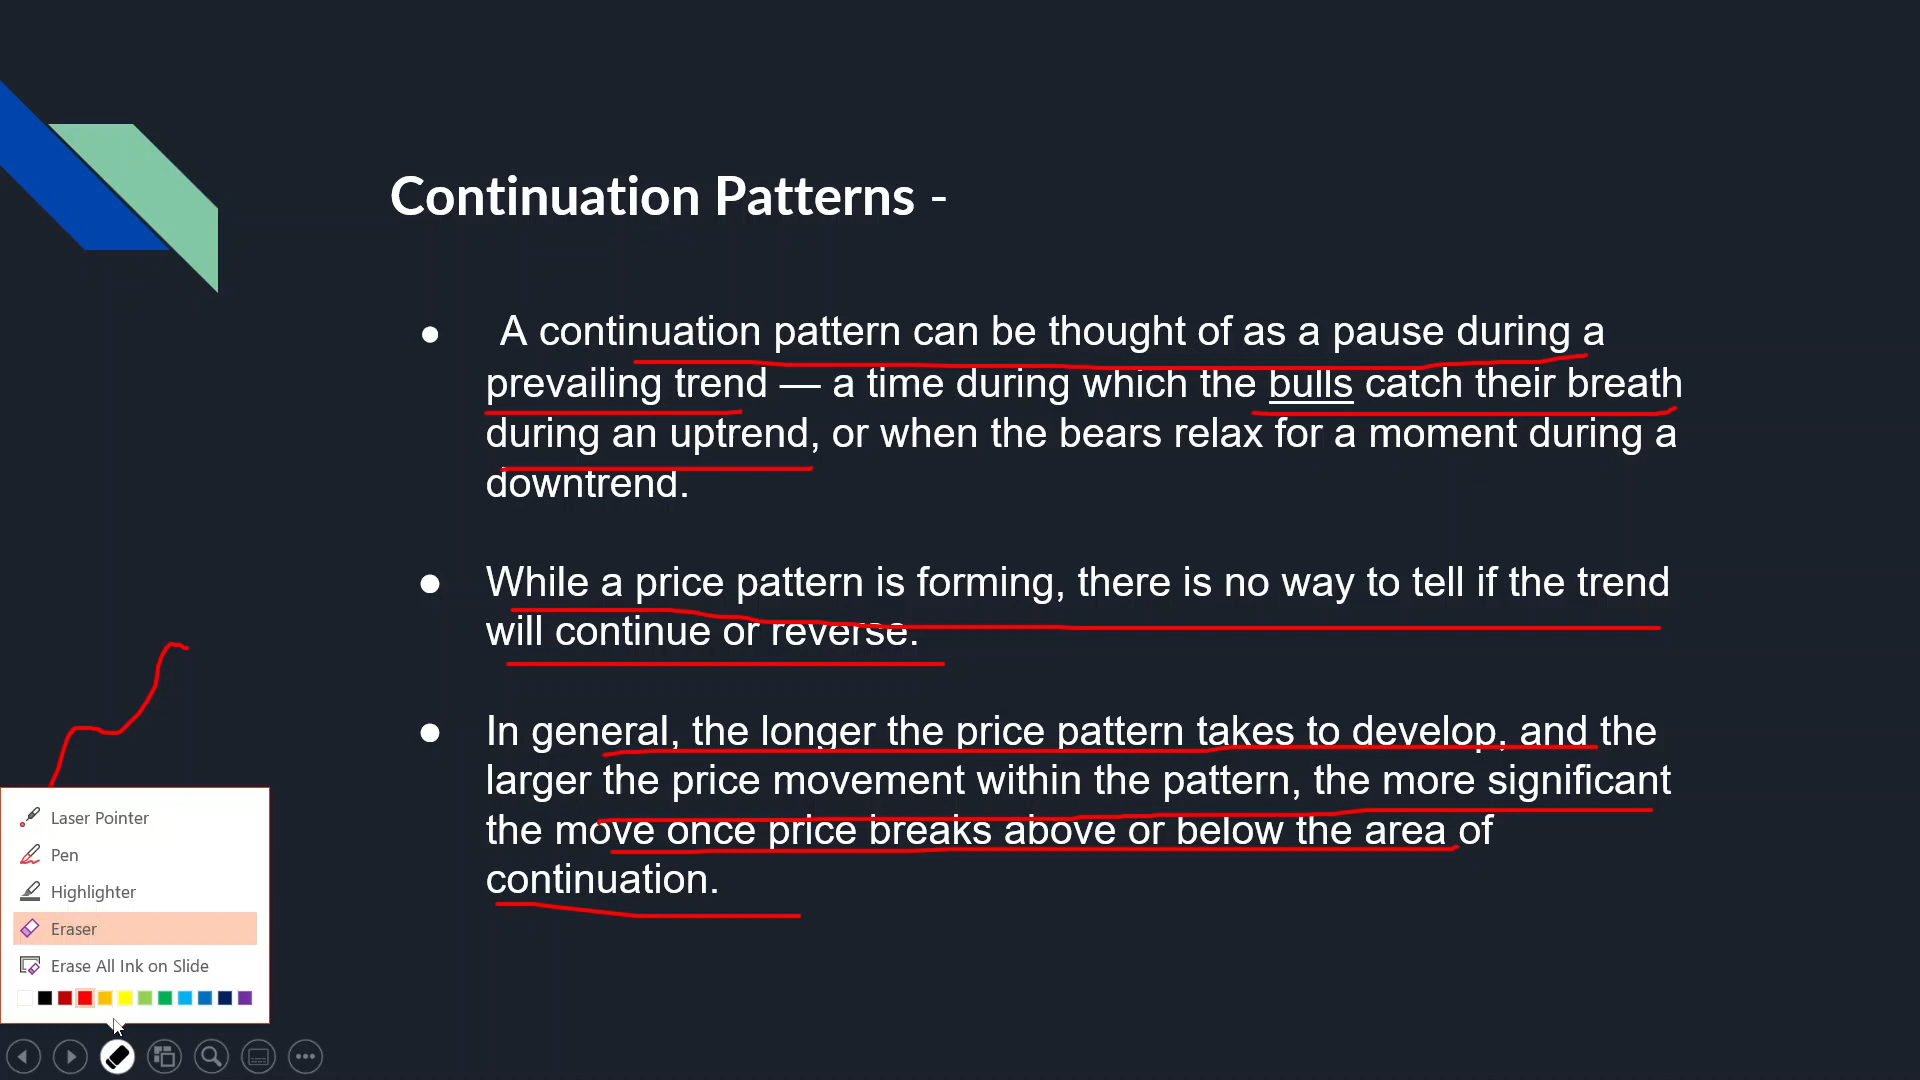 Continuation Patterns -
● A continuation pattern can be thought of as a pause during a
prevailing trend — a time during which the bulls catch their breath
during an uptrend, or when the bears relax for a moment during a
downtrend.
● While a price pattern is forming, there is no way to tell if the trend
will continue or reverse.
● In general, the longer the price pattern takes to develop, and the
larger the price movement within the pattern, the more significant
the move once price breaks above or below the area of
continuation.
Laser Pointer
Pen
Highlighter
Eraser
Erase All Ink on Slide